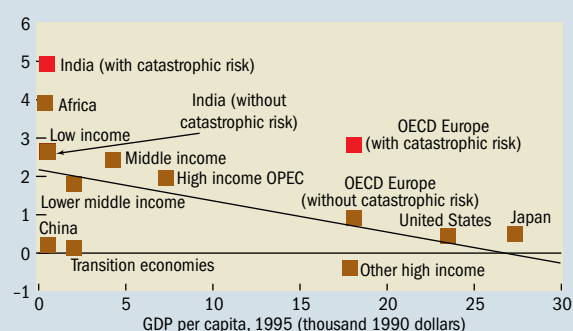 6
5
4
3
2
1
0
–1
India (with catastrophic risk)
Africa
India (without
catastrophic risk)
Low income
Middle income
High income OPEC
Lower middle income
China
Transition economies
OECD Europe
(with catastrophic risk)
OECD Europe
(without catastrophic risk)
United States
Japan
Other high income
0 5 10 15 20 25 30
GDP per capita, 1995 (thousand 1990 dollars)